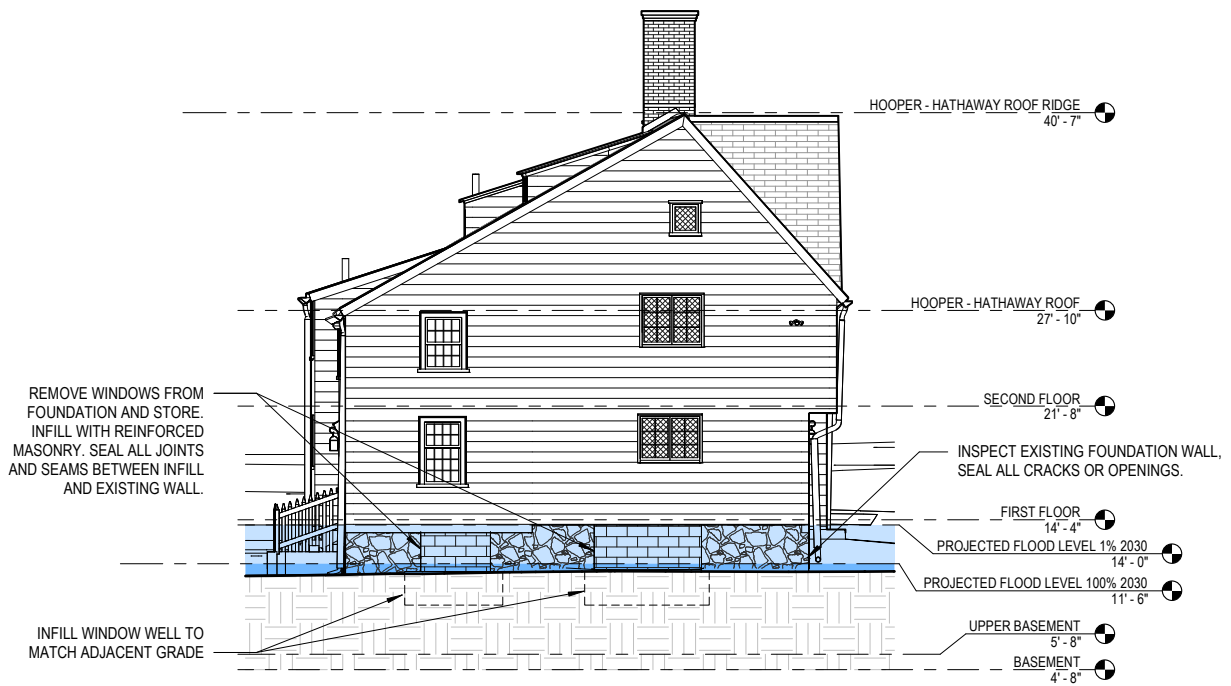 HOOPER - HATHAWAY ROOF RIDGE
40' - 7"
HOOPER - HATHAWAY ROOF
27' - 10"
REMOVE WINDOWS FROM
FOUNDATION AND STORE.
INFILL WITH REINFORCED
MASONRY. SEAL ALL JOINTS
AND SEAMS BETWEEN INFILL
AND EXISTING WALL.
SECOND FLOOR
21' - 8"
INSPECT EXISTING FOUNDATION WALL,
SEAL ALL CRACKS OR OPENINGS.
FIRST FLOOR
14' - 4"
PROJECTED FLOOD LEVEL 1% 2030
14' - 0"
PROJECTED FLOOD LEVEL 100% 2030
11' - 6"
INFILL WINDOW WELL TO
MATCH ADJACENT GRADE
UPPER BASEMENT
5' - 8"
BASEMENT
4' - 8"